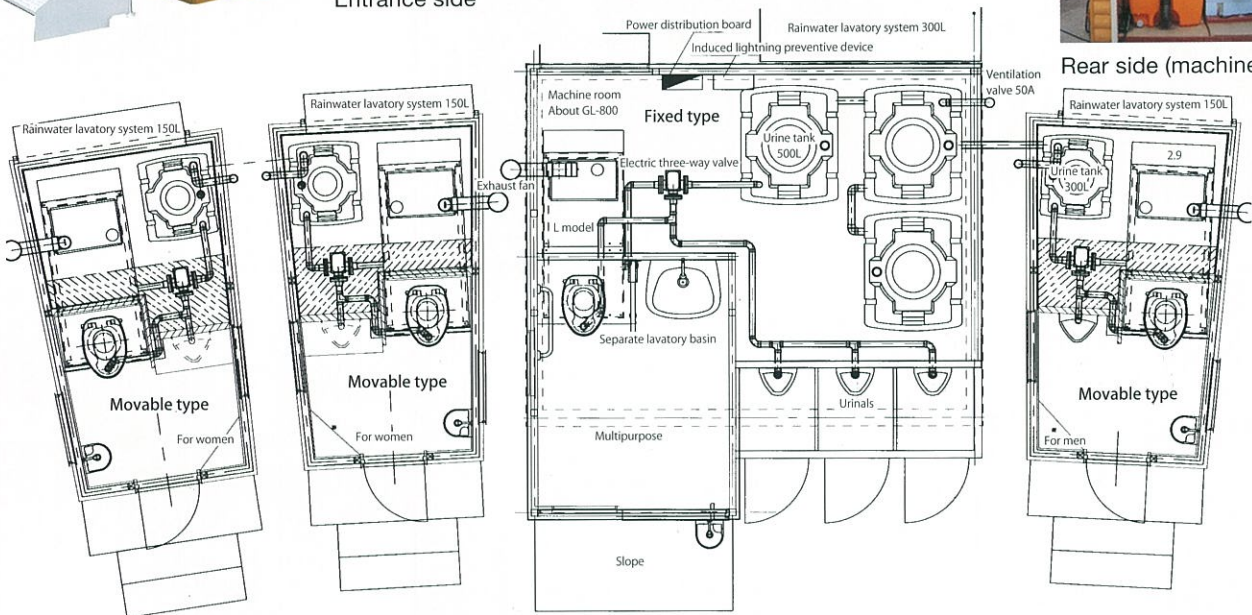 Entrance side
Power distribution board
Rainwater lavatory system 300L
Induced lightning preventive device
Rear side (machine
Ventilation
valve 50A
Rainwater lavatory system 150L
Rainwater lavatory system 150L
Machine room
About GL-800
Fixed type
Rainwater lavatory system 150L
Urine tank
500L
2.9
Urine tank
300L
Electric three-way valve
Exhaust fan
L model
Separate lavatory basin
Movable type
Movable type
Urinals
Movable type
For women
For women
Multipurpose
For men
Slope